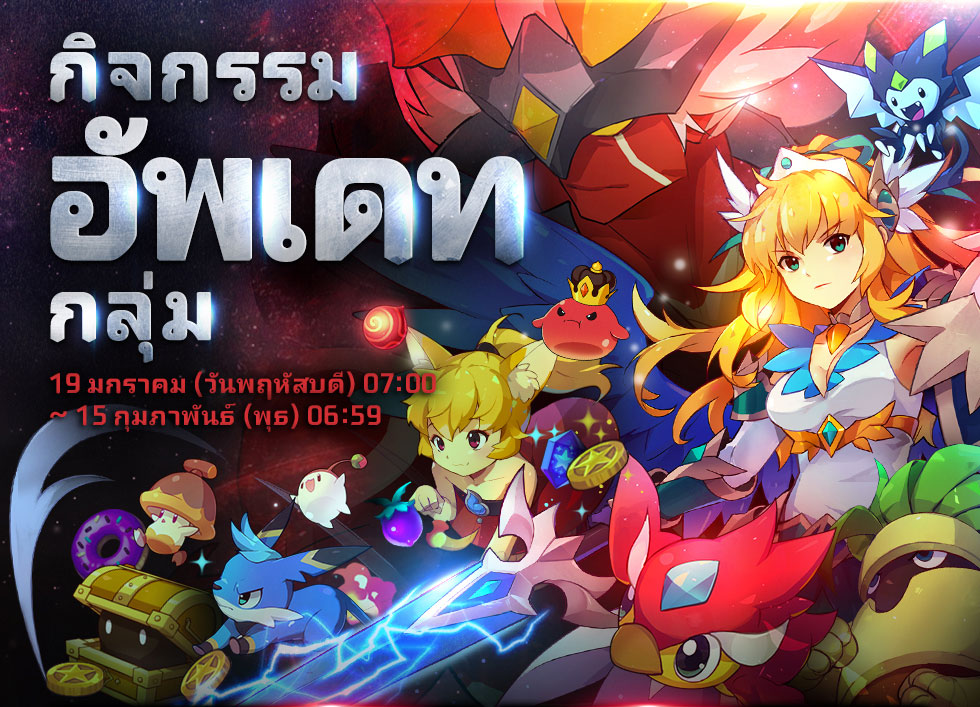 กิจกรรม
อัพเดท
กลุ่ม
19 มกราคม (วันพฤหัสบดี) 07:00
~ 15 กุมภาพันธ์ (พุธ) 06:59